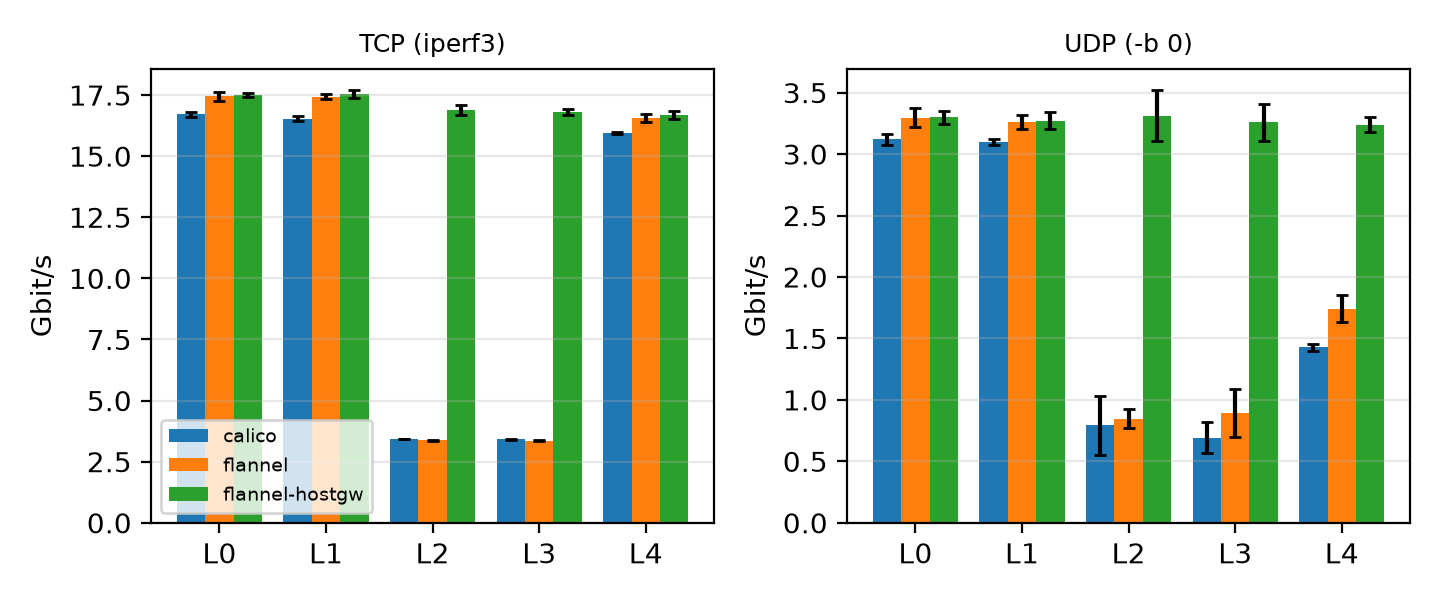 TCP (iperf3)
Gbit/s
17.5
15.0
12.5
10.0
7.5
5.0
2.5
0.0
calico
flannel
flannel-hostgw
L0 L1 L2 L3 L4
UDP (-b 0)
Gbit/s
3.5
3.0
2.5
2.0
1.5
1.0
0.5
0.0
L0 L1 L2 L3 L4